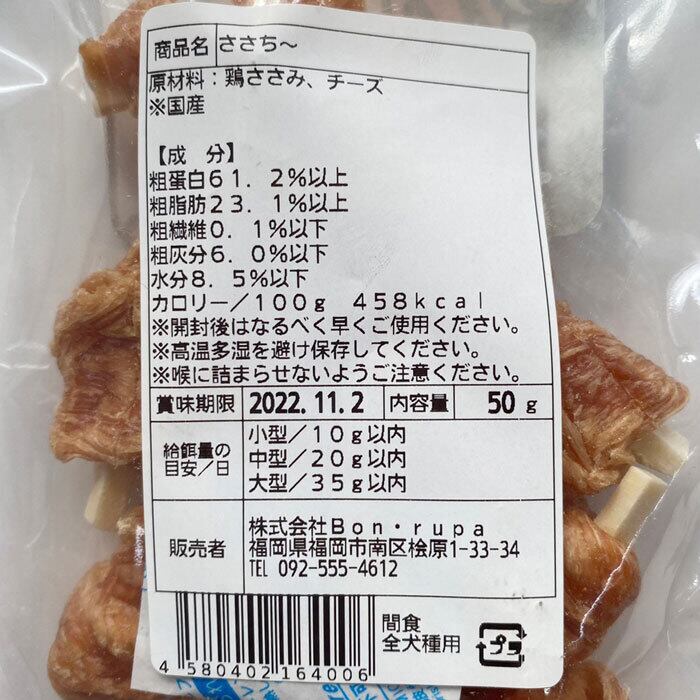 商品名 ささち～
原材料：鶏ささみ、チーズ
※国産
【成 分】
粗蛋白６１．２％以上
粗脂肪２３．１％以上
粗繊維０．１％以下
粗灰分６．０％以下
水分８．５％以下
カロリー／１００ｇ ４５８ｋｃａｌ
※開封後はなるべく早くご使用ください。
※高温多湿を避け保存してください。
※喉に詰まらせないようご注意ください。
賞味期限 2022.11.2 内容量 50 ｇ
給餌量の目安／日
小型／１０ｇ以内
中型／２０ｇ以内
大型／３５ｇ以内
販売者
株式会社Ｂｏｎ・ｒｕｐａ
福岡県福岡市南区桧原1-33-34
TEL 092-555-4612
間食
全犬種用
プラ
4 580402 164006